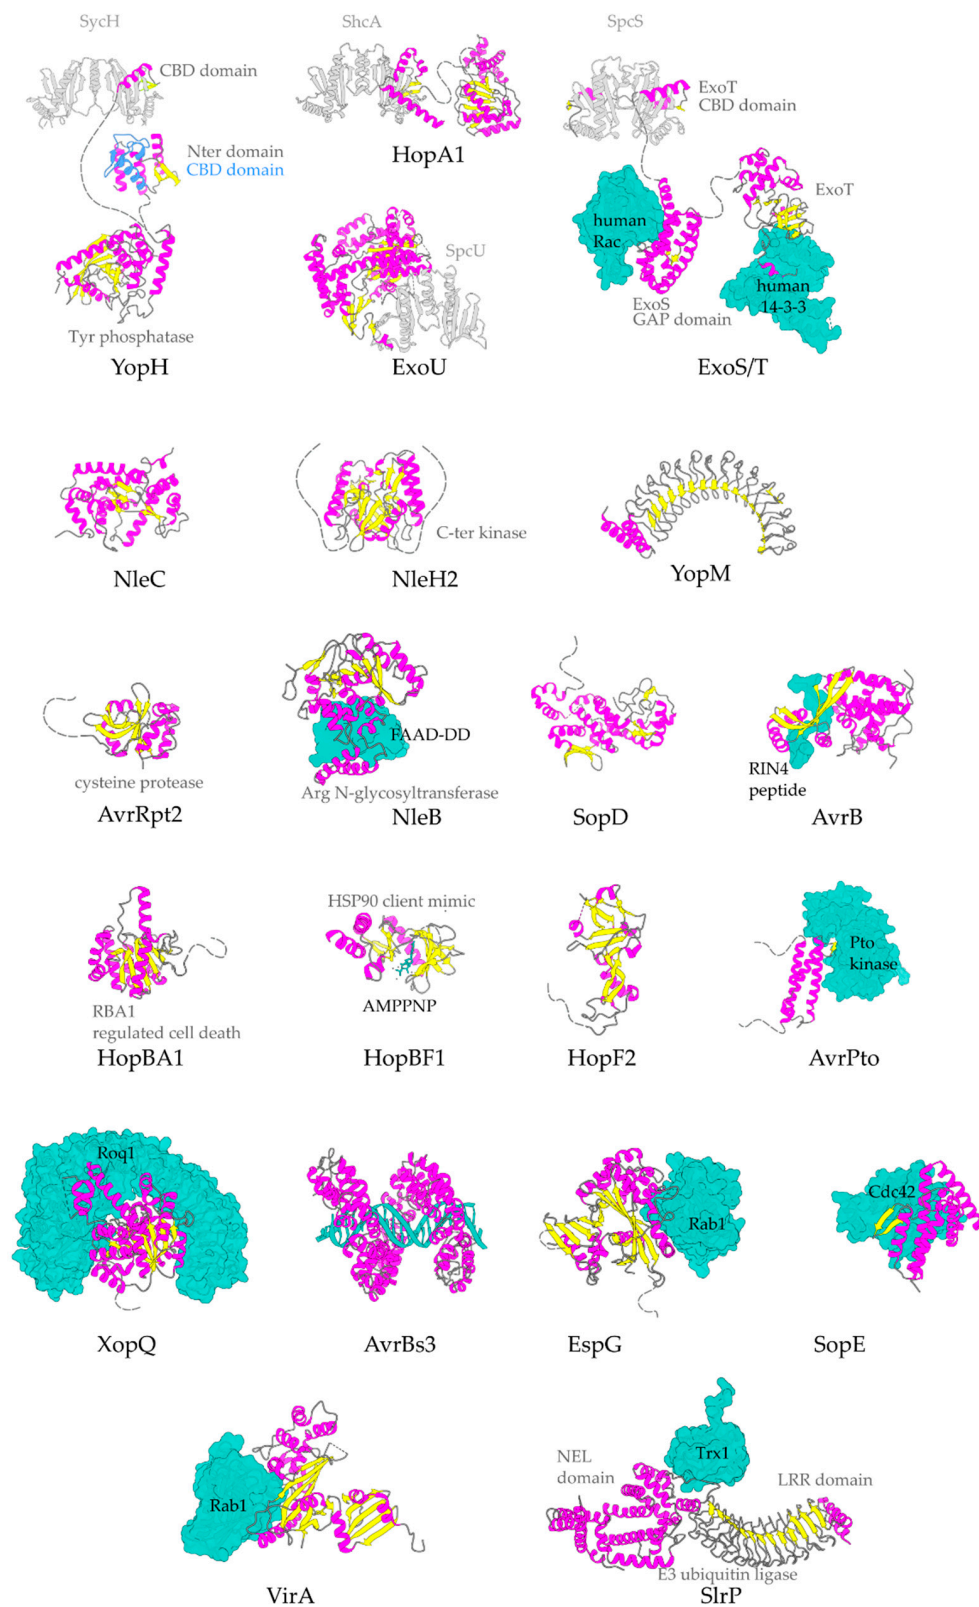 SycH
ShcA
SpcS
CBD domain
ExoT
CBD domain
HopA1
Nter domain
CBD domain
ExoT
human
Rac
SpcU
human
14-3-3
ExoS
GAP domain
Tyr phosphatase
YopH
ExoU
ExoS/T
C-ter kinase
NleC
NleH2
YopM
FAAD-DD
cysteine protease
Arg N-glycosyltransferase
RIN4
peptide
AvrRpt2
NleB
SopD
AvrB
HSP90 client mimic
Pto
kinase
AMPPNP
RBA1
regulated cell death
HopBA1
HopBF1
HopF2
AvrPto
Roq1
Cdc42
Rab1
XopQ
AvrBs3
EspG
SopE
NEL
domain
Trx1
LRR domain
Rab1
E3 ubiquitin ligase
VirA
SlrP